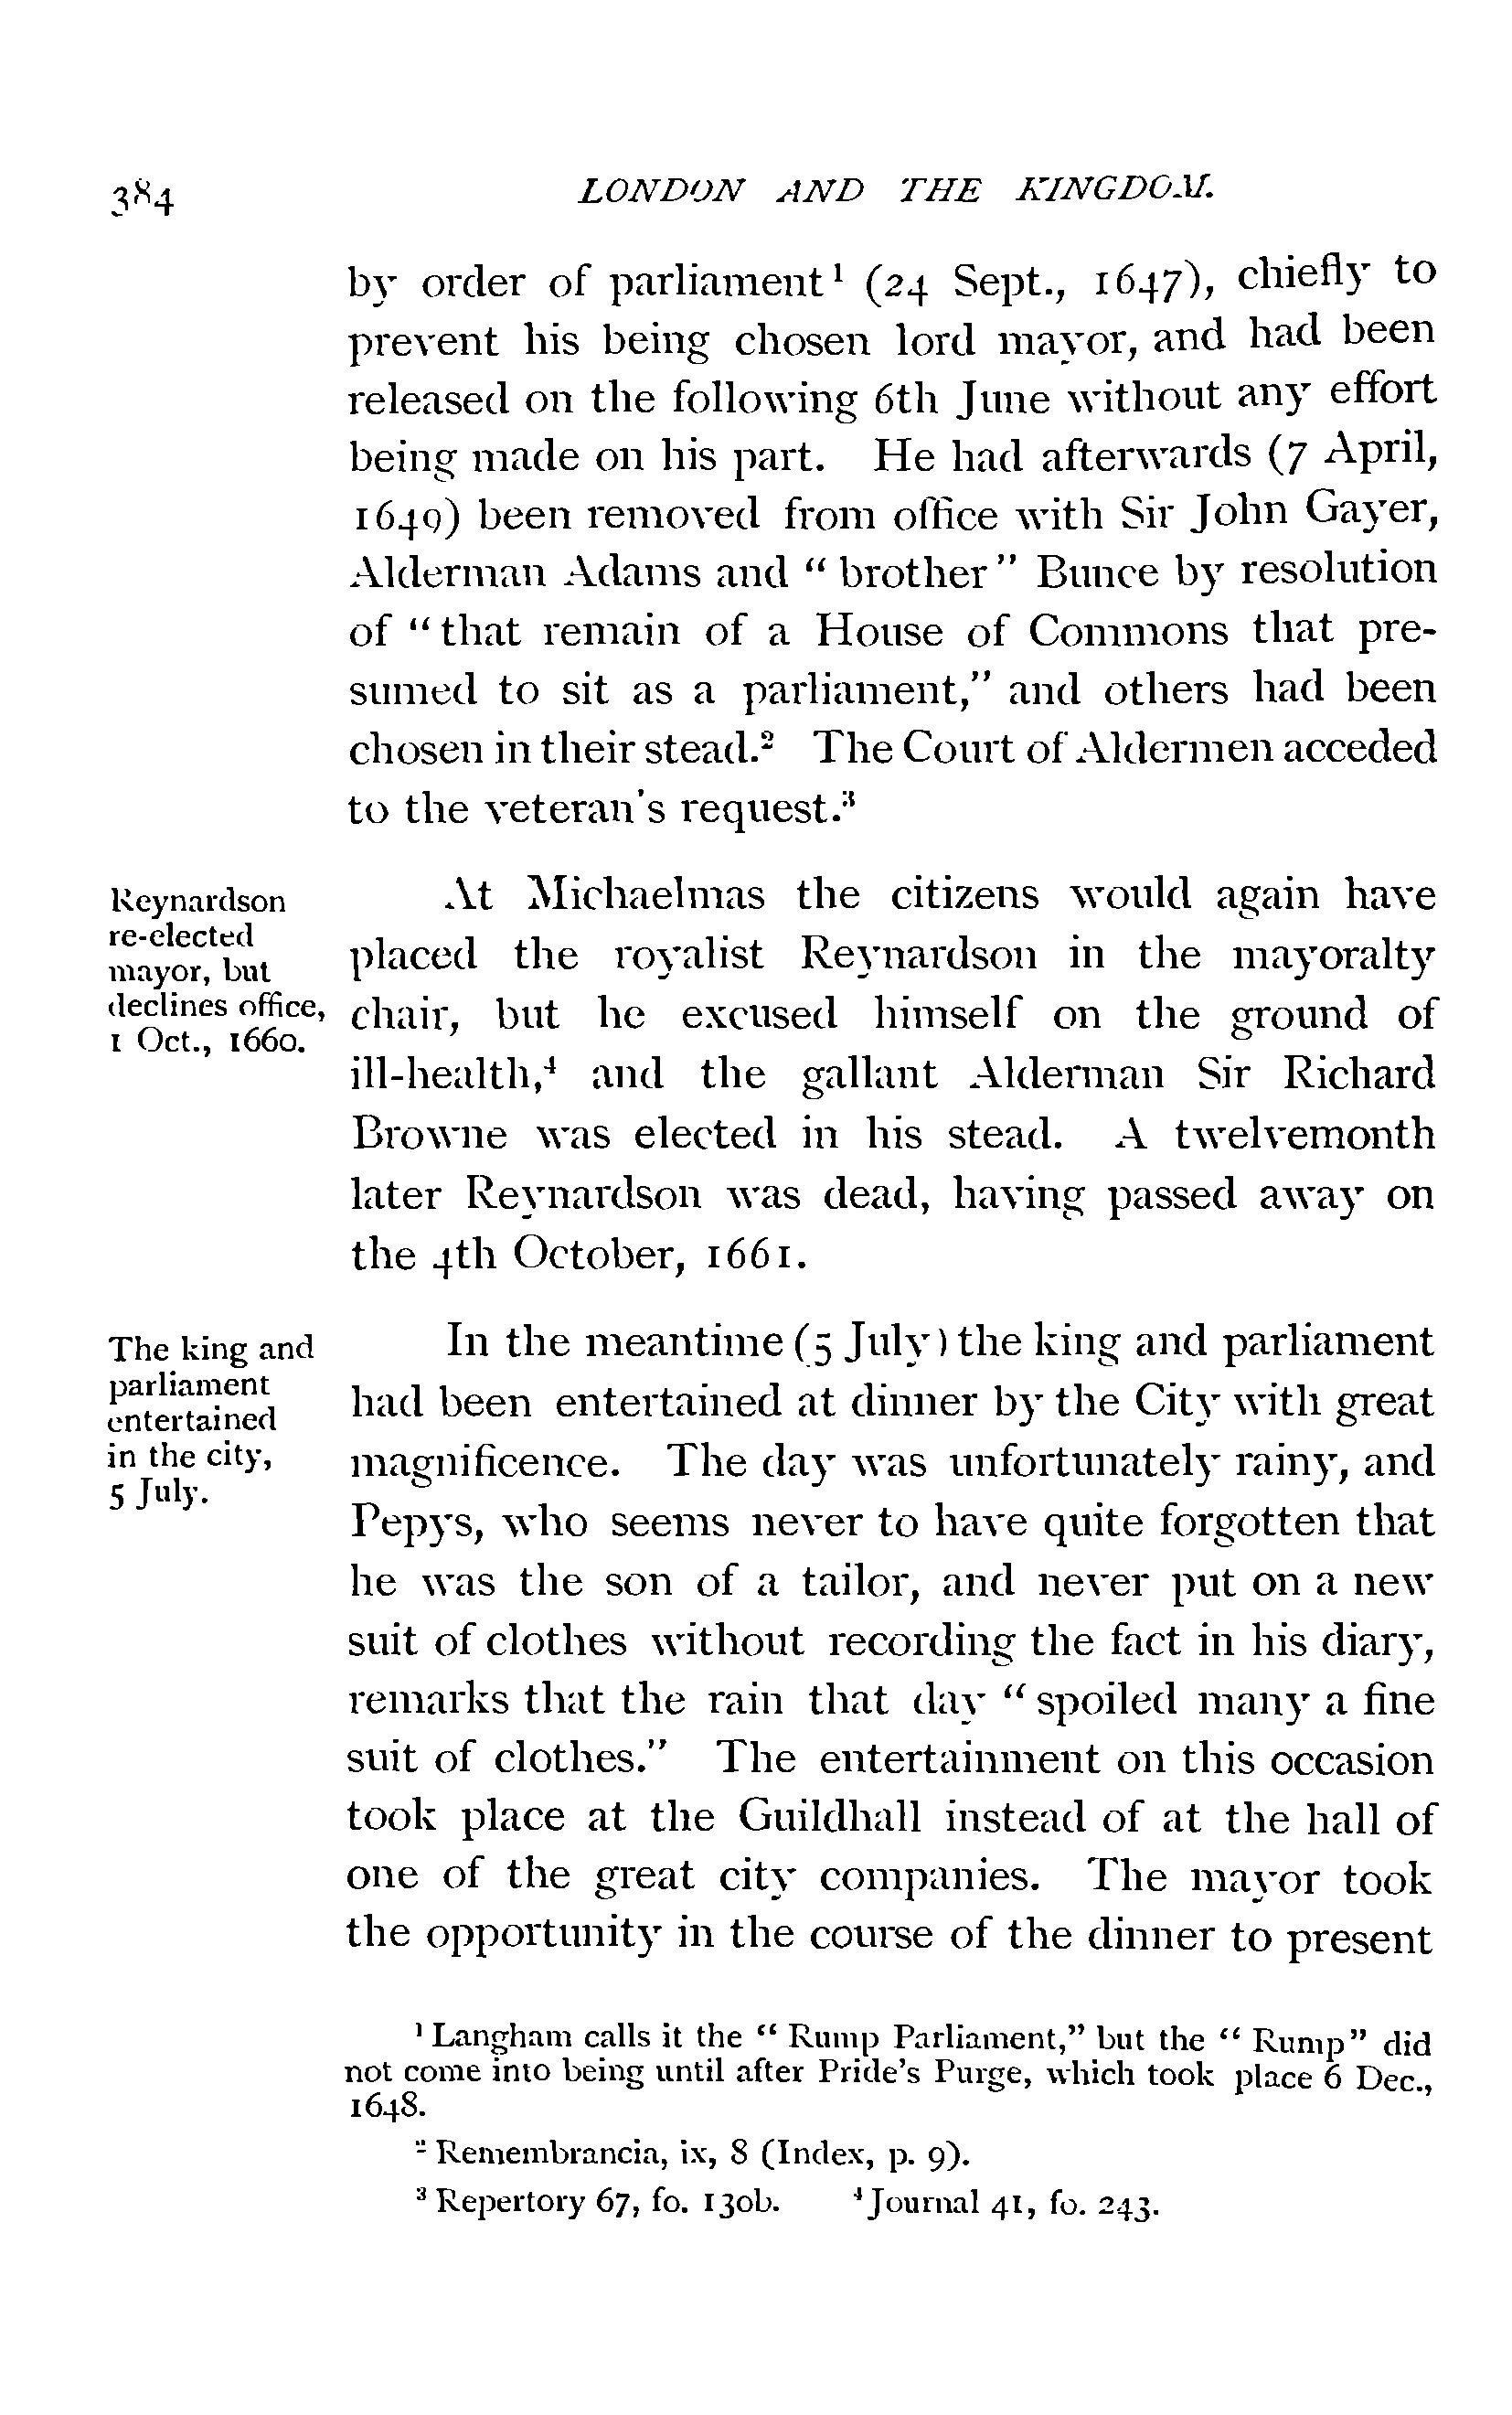 384 LONDON AND THE KINGDOM.
by order of parliament¹ (24 Sept., 1647), chiefly to
prevent his being chosen lord mayor, and had been
released on the following 6th June without any effort
being made on his part. He had afterwards (7 April,
1649) been removed from office with Sir John Gayer,
Alderman Adams and “ brother ” Bunce by resolution
of “ that remain of a House of Commons that pre-
sumed to sit as a parliament,” and others had been
chosen in their stead.² The Court of Aldermen acceded
to the veteran's request.³
Reynardson
re-elected
mayor, but
declines office,
1 Oct., 1660.
At Michaelmas the citizens would again have
placed the royalist Reynardson in the mayoralty
chair, but he excused himself on the ground of
ill-health,⁴ and the gallant Alderman Sir Richard
Browne was elected in his stead. A twelvemonth
later Reynardson was dead, having passed away on
the 4th October, 1661.
The king and
parliament
entertained
in the city,
5 July.
In the meantime (5 July) the king and parliament
had been entertained at dinner by the City with great
magnificence. The day was unfortunately rainy, and
Pepys, who seems never to have quite forgotten that
he was the son of a tailor, and never put on a new
suit of clothes without recording the fact in his diary,
remarks that the rain that day “ spoiled many a fine
suit of clothes.” The entertainment on this occasion
took place at the Guildhall instead of at the hall of
one of the great city companies. The mayor took
the opportunity in the course of the dinner to present
¹ Langham calls it the “ Rump Parliament,” but the “ Rump” did
not come into being until after Pride's Purge, which took place 6 Dec.,
1648.
² Remembrancia, ix, 8 (Index, p. 9).
³ Repertory 67, fo. 130b. ⁴ Journal 41, fo. 243.